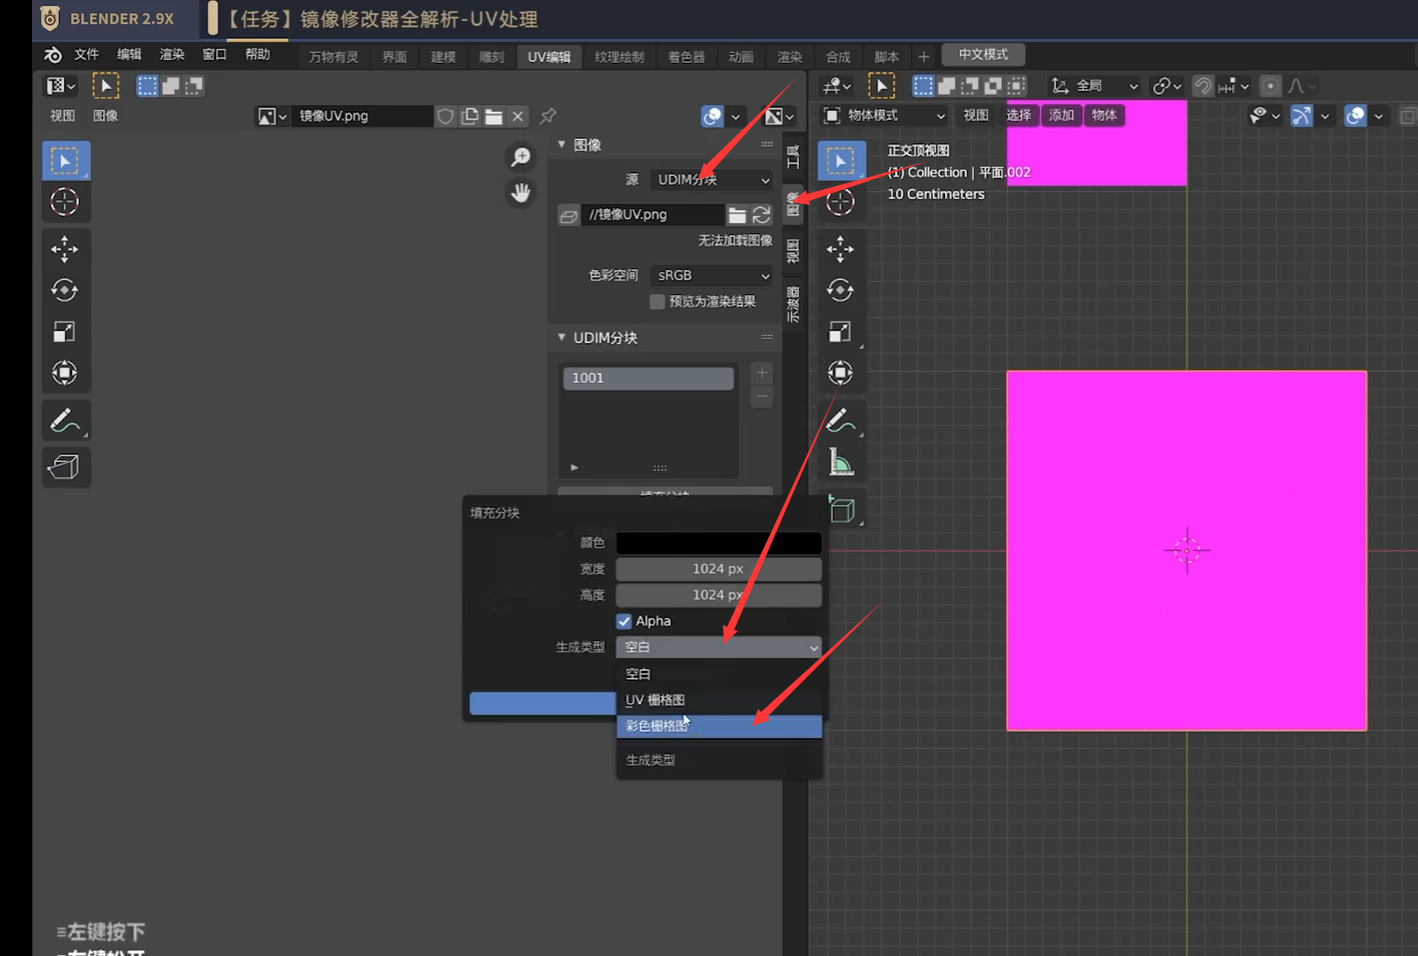 BLENDER 2.9X 【任务】镜像修改器全解析-UV处理
文件 编辑 渲染 窗口 帮助 万物有灵 界面 建模 雕刻 UV编辑 纹理绘制 着色器 动画 渲染 合成 脚本 + 中文模式
全局
视图 图像 镜像UV.png
物体模式 视图 选择 添加 物体
图像
工具
正交顶视图
源 UDIM分块
(1) Collection | 平面.002
10 Centimeters
图像
//镜像UV.png
无法加载图像
视图
色彩空间 sRGB
预览为渲染结果
示波器
UDIM分块
1001
填充分块
填充分块
颜色
宽度 1024 px
高度 1024 px
Alpha
生成类型 空白
空白
UV 栅格图
彩色栅格图
生成类型
≡左键按下
左键松开